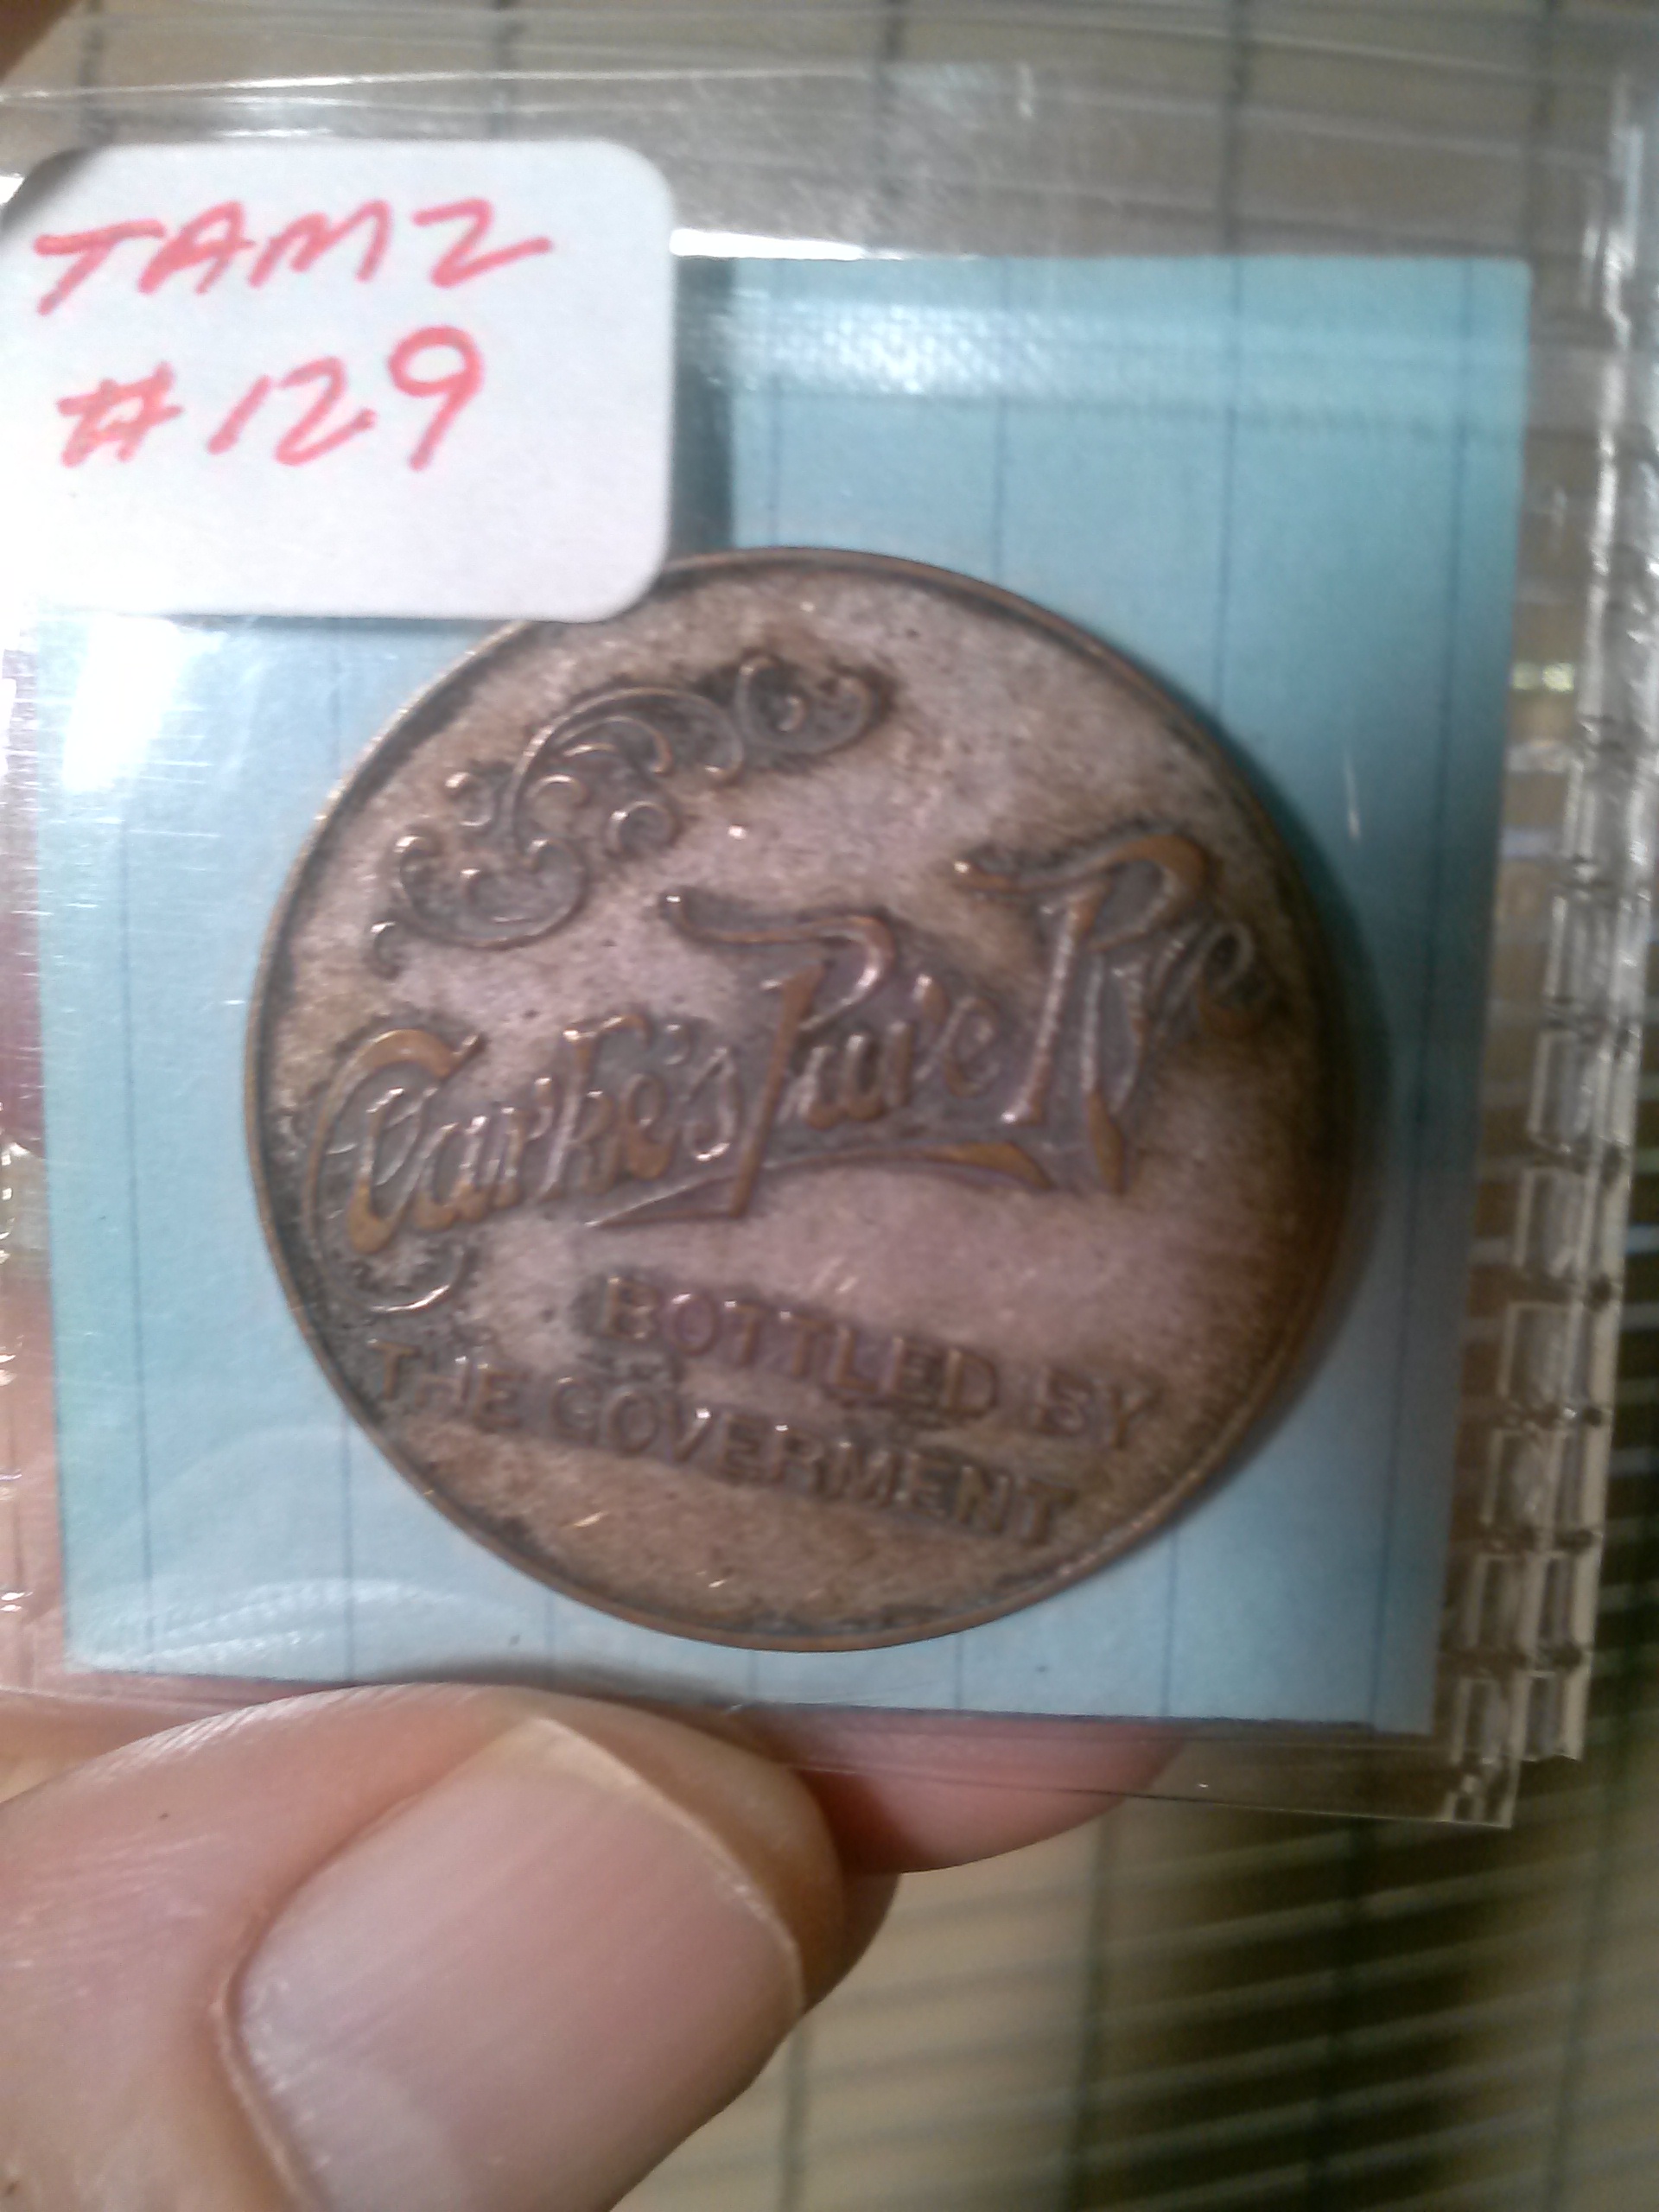 TAMZ
#129
Clarke's Pure Rye
BOTTLED BY
THE GOVERMENT